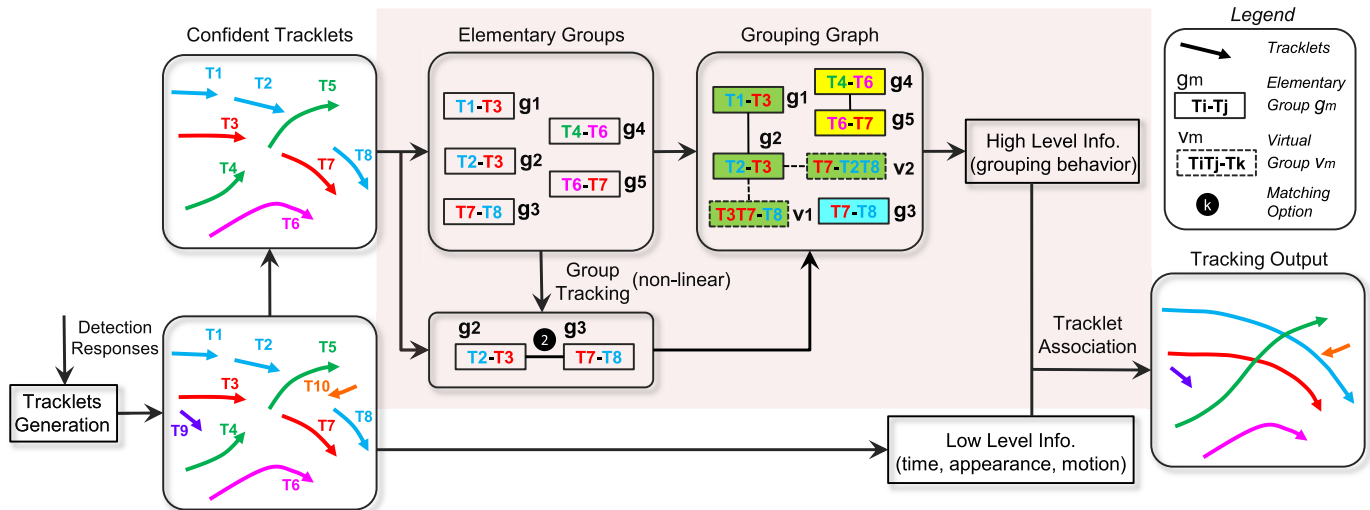 Confident Tracklets
T1
T2
T5
T3
T7
T8
T4
T6
Elementary Groups
T1-T3 g1
T4-T6 g4
T2-T3 g2
T6-T7 g5
T7-T8 g3
Grouping Graph
T4-T6 g4
T1-T3 g1
T6-T7 g5
g2
T2-T3
T7-T2T8 v2
T3T7-T8 v1
T7-T8 g3
Group
Tracking
(non-linear)
g2
2
g3
T2-T3
T7-T8
High Level Info.
(grouping behavior)
Legend
Tracklets
gm
Elementary
Ti-Tj
Group gm
vm
Virtual
TiTj-Tk
Group vm
k
Matching
Option
Detection
Responses
Tracklets
Generation
T1
T2
T5
T3
T10
T9
T4
T7
T8
T6
Low Level Info.
(time, appearance, motion)
Tracklet
Association
Tracking Output